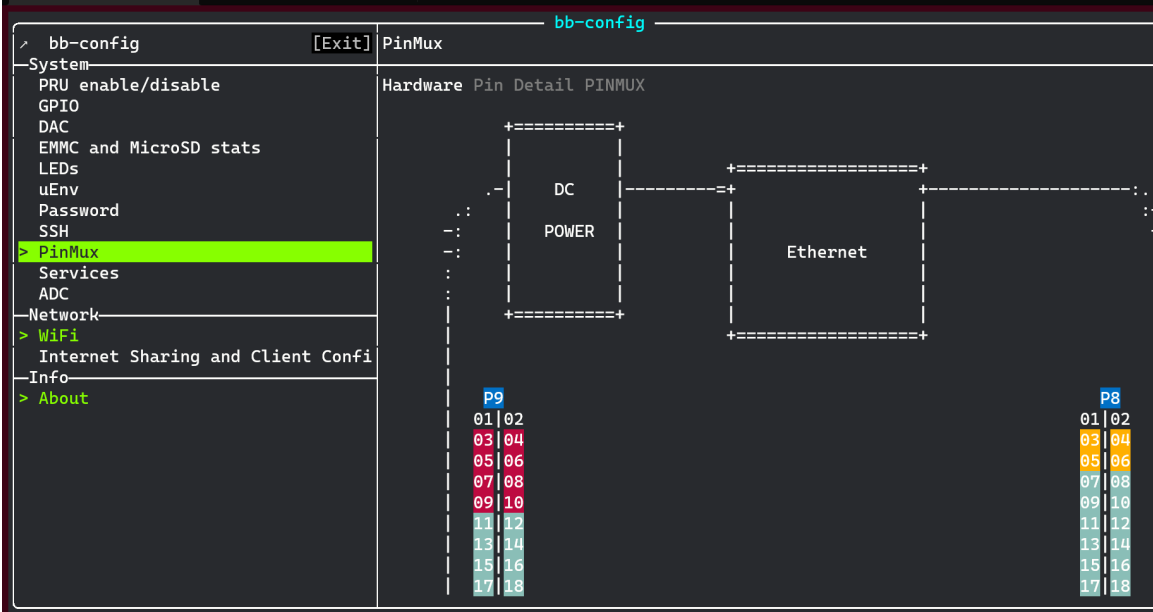 bb-config
↗ bb-config [Exit]
System
PRU enable/disable
GPIO
DAC
EMMC and MicroSD stats
LEDs
uEnv
Password
SSH
> PinMux
Services
ADC
Network
> WiFi
Internet Sharing and Client Confi
Info
> About
PinMux
Hardware Pin Detail PINMUX
DC
POWER
Ethernet
P9
01|02
03|04
05|06
07|08
09|10
11|12
13|14
15|16
17|18
P8
01|02
03|04
05|06
07|08
09|10
11|12
13|14
15|16
17|18